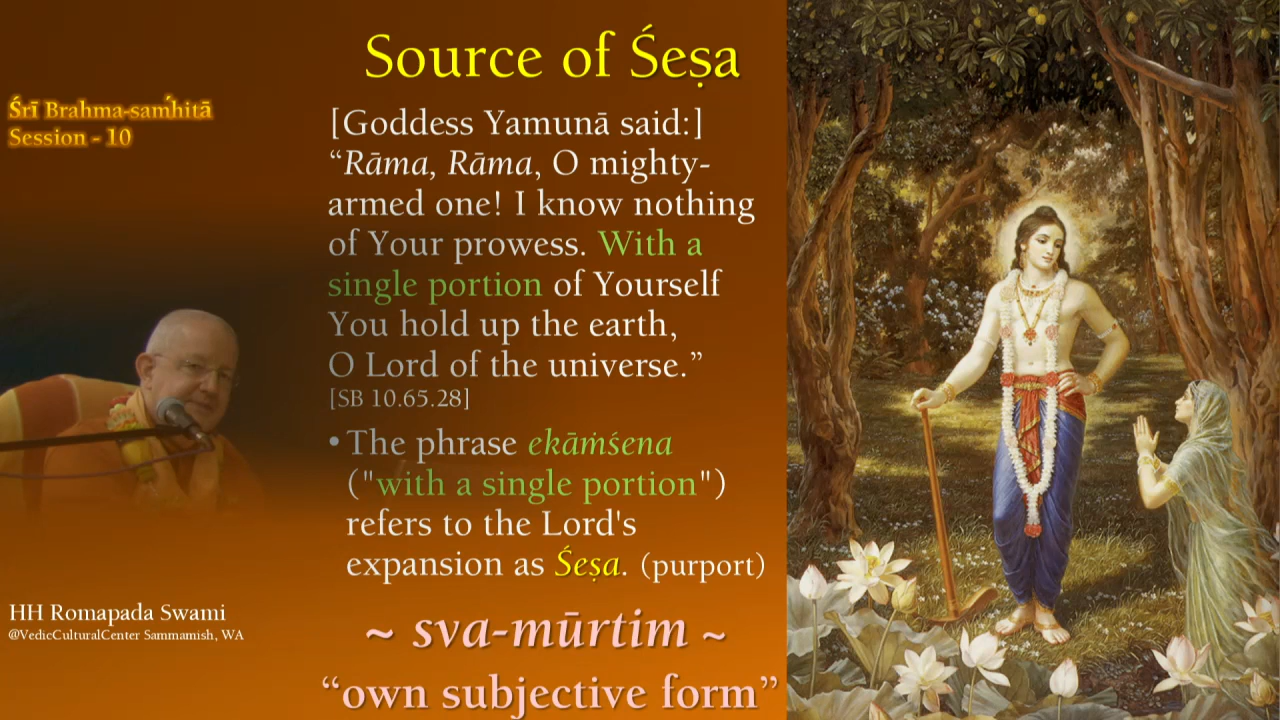 Śrī Brahma-saṁhitā
Session - 10
Source of Śeṣa
[Goddess Yamunā said:]
“Rāma, Rāma, O mighty-
armed one! I know nothing
of Your prowess. With a
single portion of Yourself
You hold up the earth,
O Lord of the universe.”
[SB 10.65.28]
•The phrase ekāṁśena
("with a single portion")
refers to the Lord's
expansion as Śeṣa. (purport)
~ sva-mūrtim ~
“own subjective form”
HH Romapada Swami
@VedicCulturalCenter Sammamish, WA